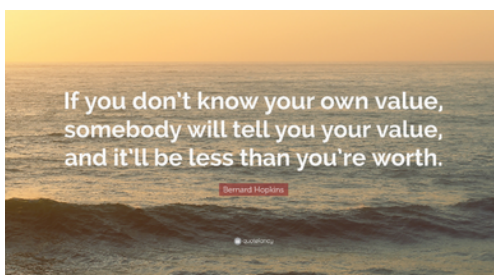 If you don't know your own value,
somebody will tell you your value,
and it'll be less than you're worth.
Bernard Hopkins
quotefancy